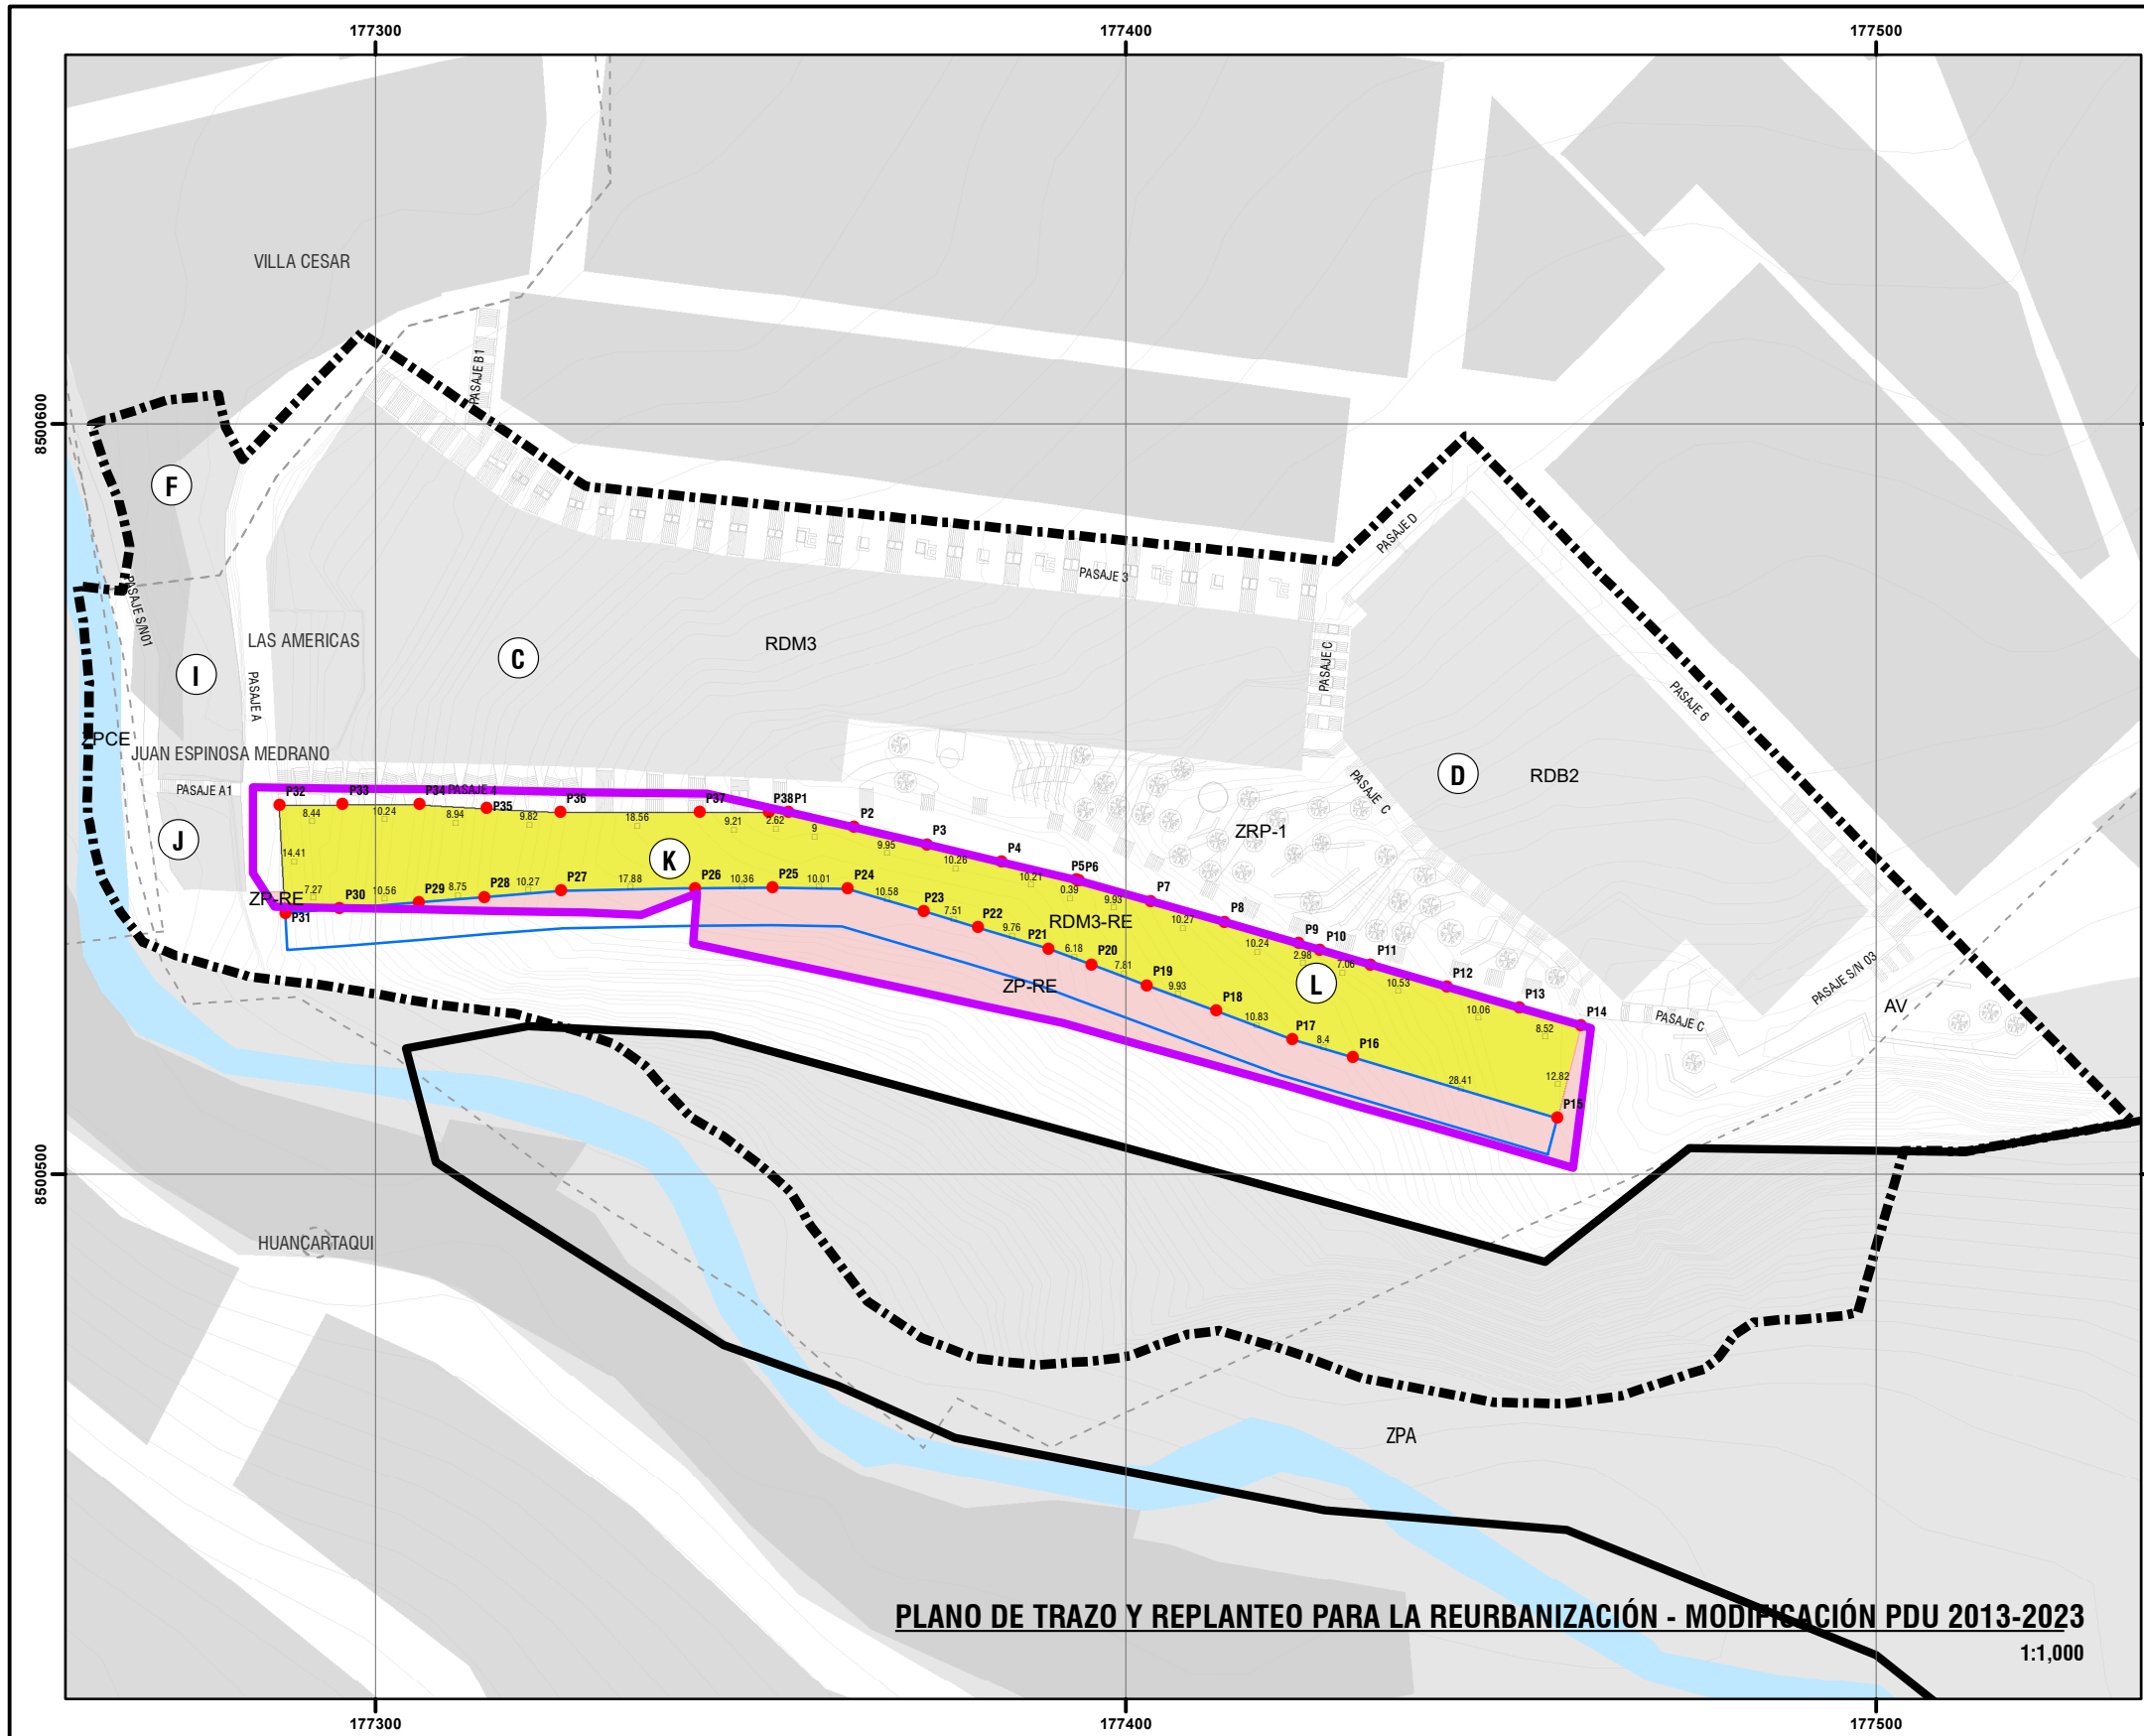 177300
177400
177500
8500600
8500500
VILLA CESAR
PASAJE B1
F
PASAJE D
PASAJE 3
PASAJE S/N01
LAS AMERICAS
C
RDM3
PASAJE C
I
PASAJE A
PASAJE 6
ZPCE
JUAN ESPINOSA MEDRANO
D
RDB2
PASAJE C
PASAJE A1
PASAJE 4
P32
P33
P34
P35
P36
P37
P38
P1
P2
P3
P4
P5
P6
P7
P8
P9
P10
P11
P12
P13
P14
8.44
10.24
8.94
9.82
18.56
9.21
2.62
9
9.95
10.26
10.21
0.39
9.93
10.27
10.24
2.98
7.06
10.53
10.06
8.52
12.82
ZRP-1
J
K
14.41
7.27
10.56
8.75
10.27
17.88
10.36
10.01
10.58
7.51
9.76
6.18
7.81
9.93
10.83
8.4
28.41
ZP-RE
P31
P30
P29
P28
P27
P26
P25
P24
P23
P22
P21
P20
P19
P18
P17
P16
P15
RDM3-RE
ZP-RE
L
PASAJE S/N 03
AV
PASAJE C
HUANCARTAQUI
ZPA
PLANO DE TRAZO Y REPLANTEO PARA LA REURBANIZACIÓN - MODIFISACIÓN PDU 2013-2023
1:1,000
177300
177400
177500